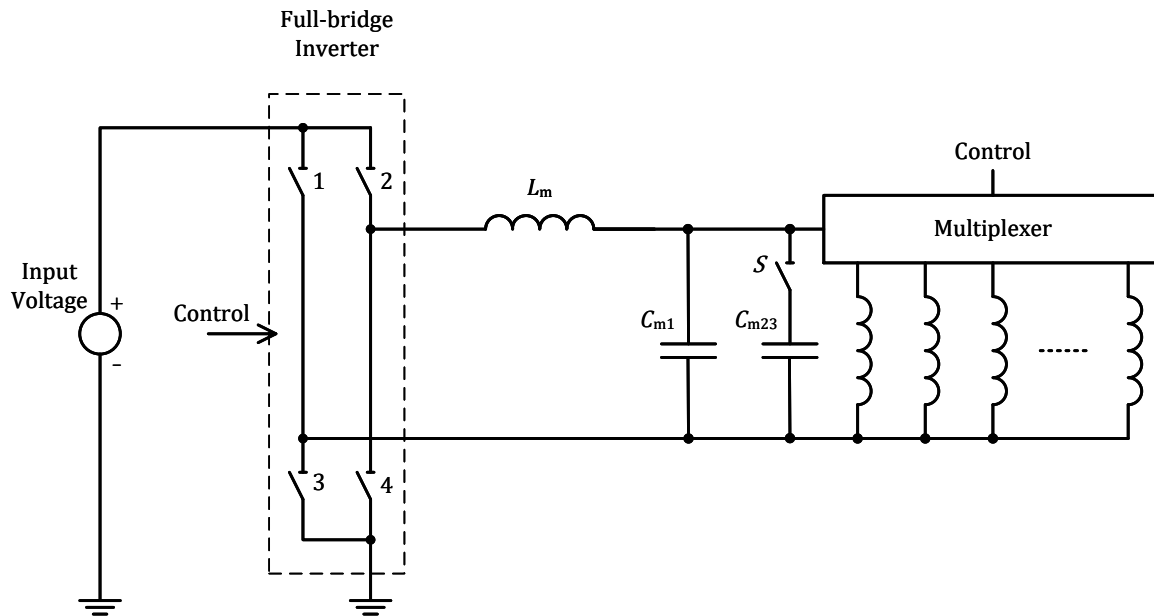 Full-bridge
Inverter
Control
1
2
L_m
Multiplexer
S
Input
Voltage
+
Control
C_m1
C_m23
-
3
4